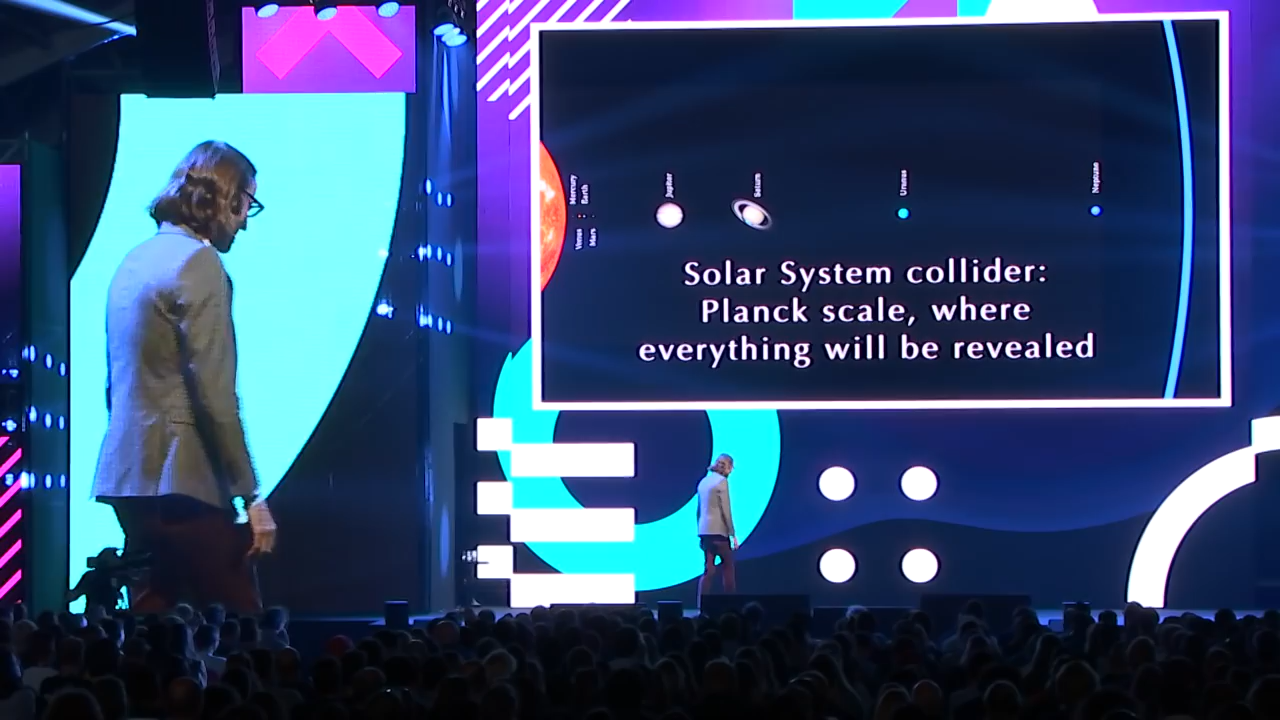 Mercury
Earth
Venus
Mars
Jupiter
Saturn
Uranus
Neptune
Solar System collider:
Planck scale, where
everything will be revealed